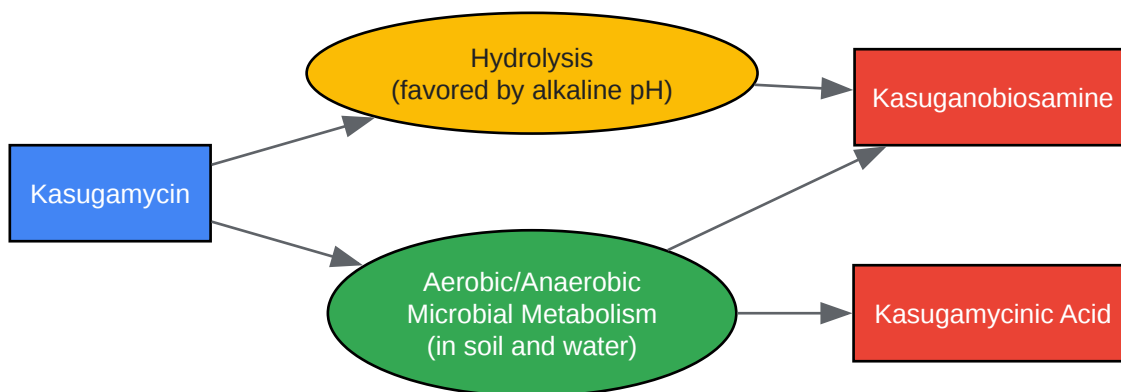 Hydrolysis
(favored by alkaline pH)
Kasuganobiosamine
Kasugamycin
Aerobic/Anaerobic
Microbial Metabolism
(in soil and water)
Kasugamycinic Acid